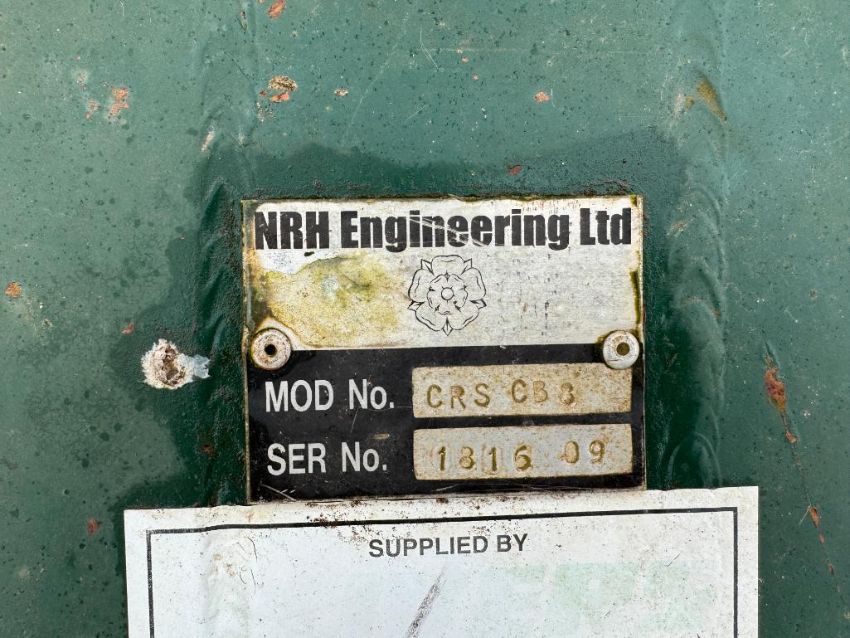 NRH Engineering Ltd
MOD No. CRS CB8
SER No. 1816 09
SUPPLIED BY